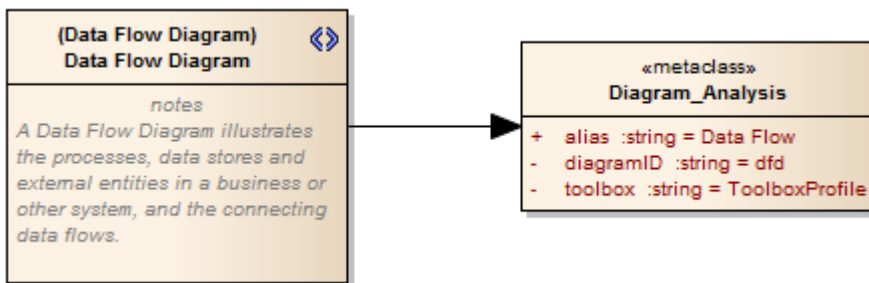 (Data Flow Diagram)
Data Flow Diagram
notes
A Data Flow Diagram illustrates
the processes, data stores and
external entities in a business or
other system, and the connecting
data flows.
«metaclass»
Diagram_Analysis
+ alias :string = Data Flow
- diagramID :string = dfd
- toolbox :string = ToolboxProfile